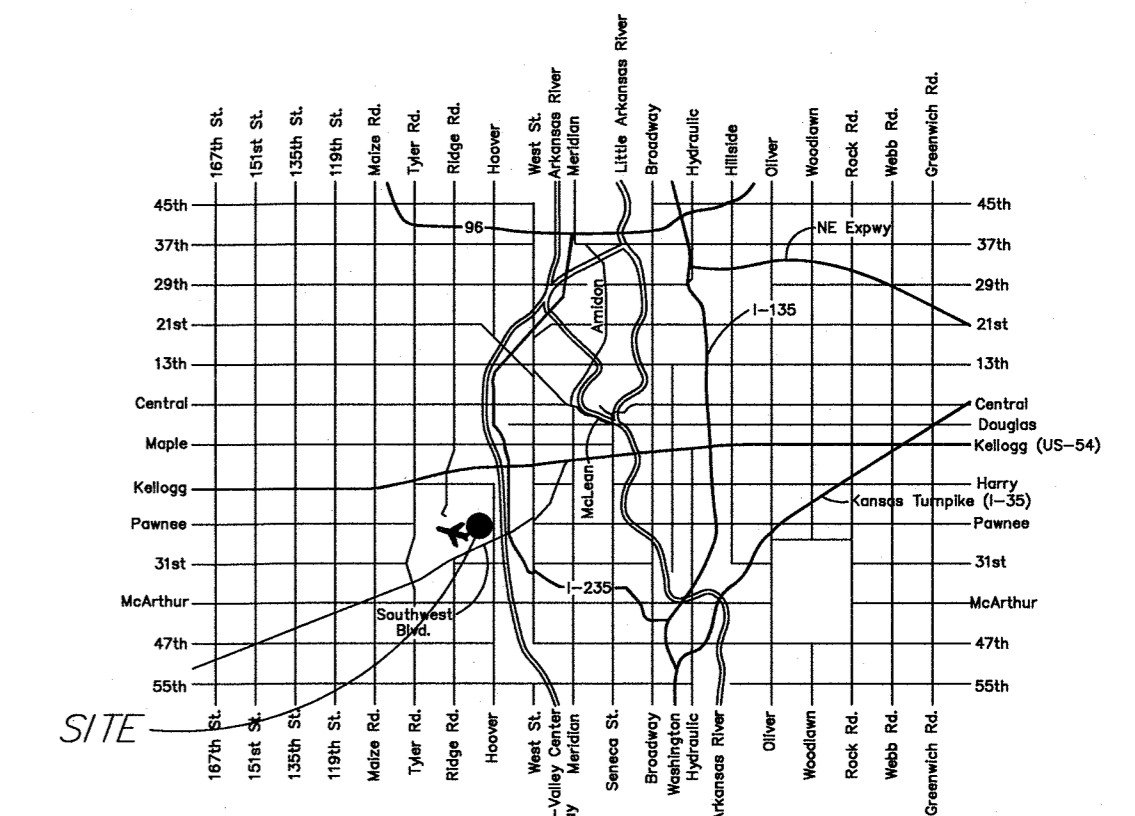 167th St.
151st St.
135th St.
119th St.
Maize Rd.
Tyler Rd.
Ridge Rd.
Hoover
West St.
Arkansas River
Meridian
Little Arkansas River
Broadway
Hydraulic
Hillside
Oliver
Woodlawn
Rock Rd.
Webb Rd.
Greenwich Rd.
45th
45th
96
NE Expwy
37th
37th
29th
29th
Amidon
I-135
21st
21st
13th
13th
Central
Central
Douglas
Maple
Kellogg (US-54)
McLean
Kellogg
Harry
Kansas Turnpike (I-35)
Pawnee
Pawnee
31st
31st
I-235
McArthur
McArthur
Southwest
Blvd.
47th
47th
55th
55th
SITE
167th St.
151st St.
135th St.
119th St.
Maize Rd.
Tyler Rd.
Ridge Rd.
Hoover
West St.
-Valley Center
Meridian
Seneca St.
Broadway
Washington
Hydraulic
Arkansas River
Oliver
Woodlawn
Rock Rd.
Webb Rd.
Greenwich Rd.